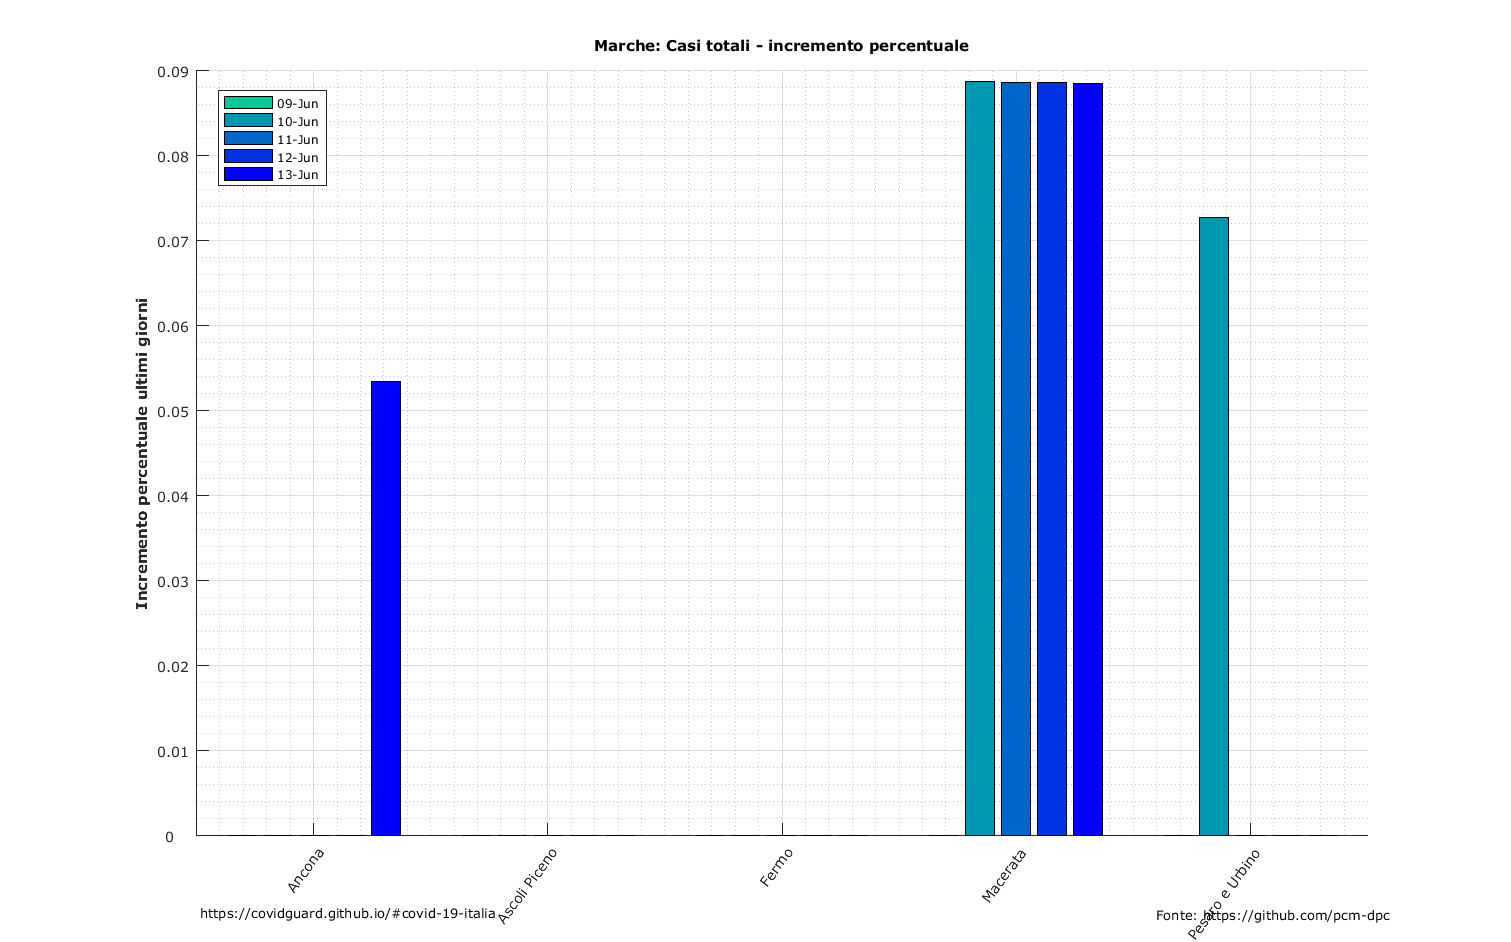 Marche: Casi totali - incremento percentuale
Incremento percentuale ultimi giorni
0.09
0.08
0.07
0.06
0.05
0.04
0.03
0.02
0.01
0
09-Jun
10-Jun
11-Jun
12-Jun
13-Jun
Ancona
Ascoli Piceno
Fermo
Macerata
Pesaro e Urbino
https://covidguard.github.io/#covid-19-italia
Fonte: https://github.com/pcm-dpc